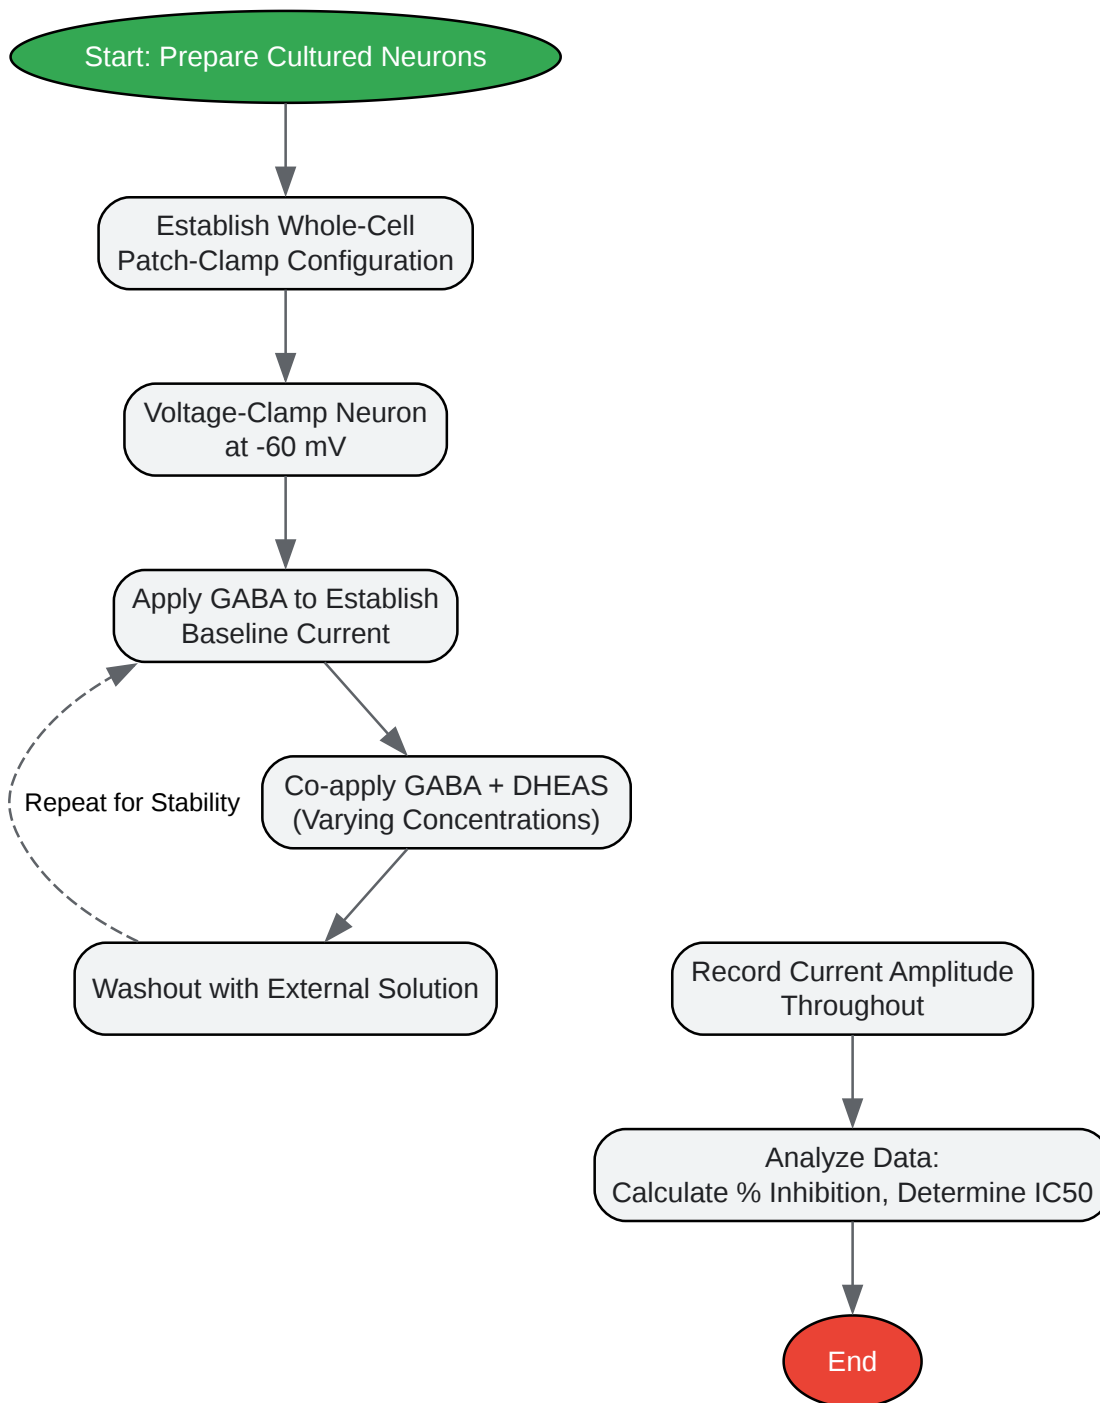 Start: Prepare Cultured Neurons
Establish Whole-Cell
Patch-Clamp Configuration
Voltage-Clamp Neuron
at -60 mV
Apply GABA to Establish
Baseline Current
Co-apply GABA + DHEAS
(Varying Concentrations)
Repeat for Stability
Washout with External Solution
Record Current Amplitude
Throughout
Analyze Data:
Calculate % Inhibition, Determine IC50
End